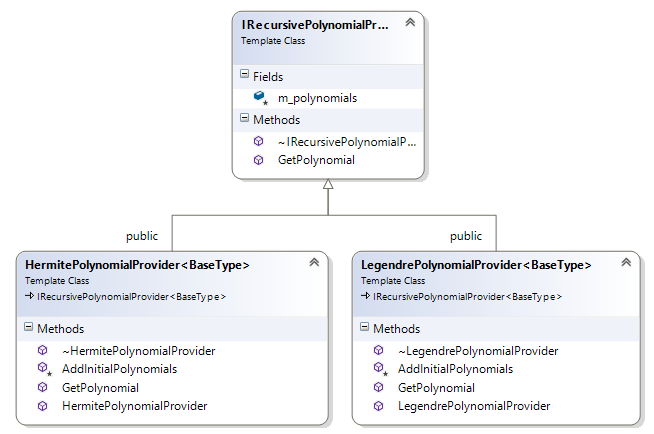 IRecursivePolynomialPr...
Template Class
Fields
m_polynomials
Methods
~IRecursivePolynomialP...
GetPolynomial
public
public
HermitePolynomialProvider<BaseType>
Template Class
IRecursivePolynomialProvider<BaseType>
Methods
~HermitePolynomialProvider
AddInitialPolynomials
GetPolynomial
HermitePolynomialProvider
LegendrePolynomialProvider<BaseType>
Template Class
IRecursivePolynomialProvider<BaseType>
Methods
~LegendrePolynomialProvider
AddInitialPolynomials
GetPolynomial
LegendrePolynomialProvider